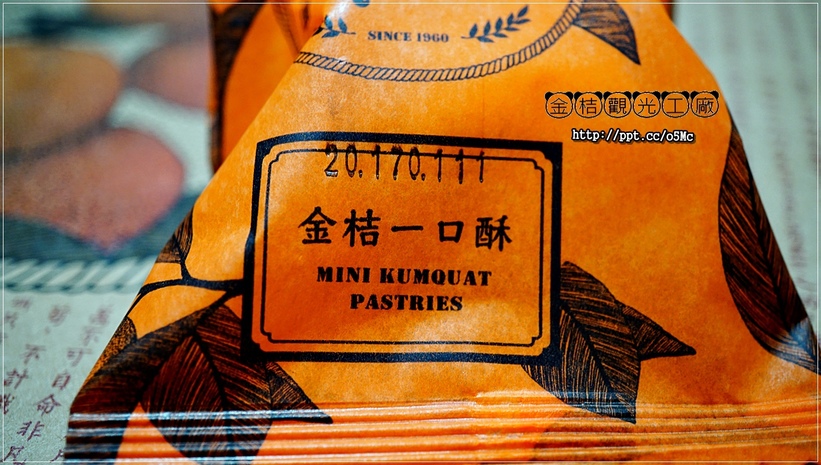 SINCE 1960
金桔觀光工廠
http://ppt.cc/o5Mc
20.170.111
金桔一口酥
MINI KUMQUAT
PASTRIES